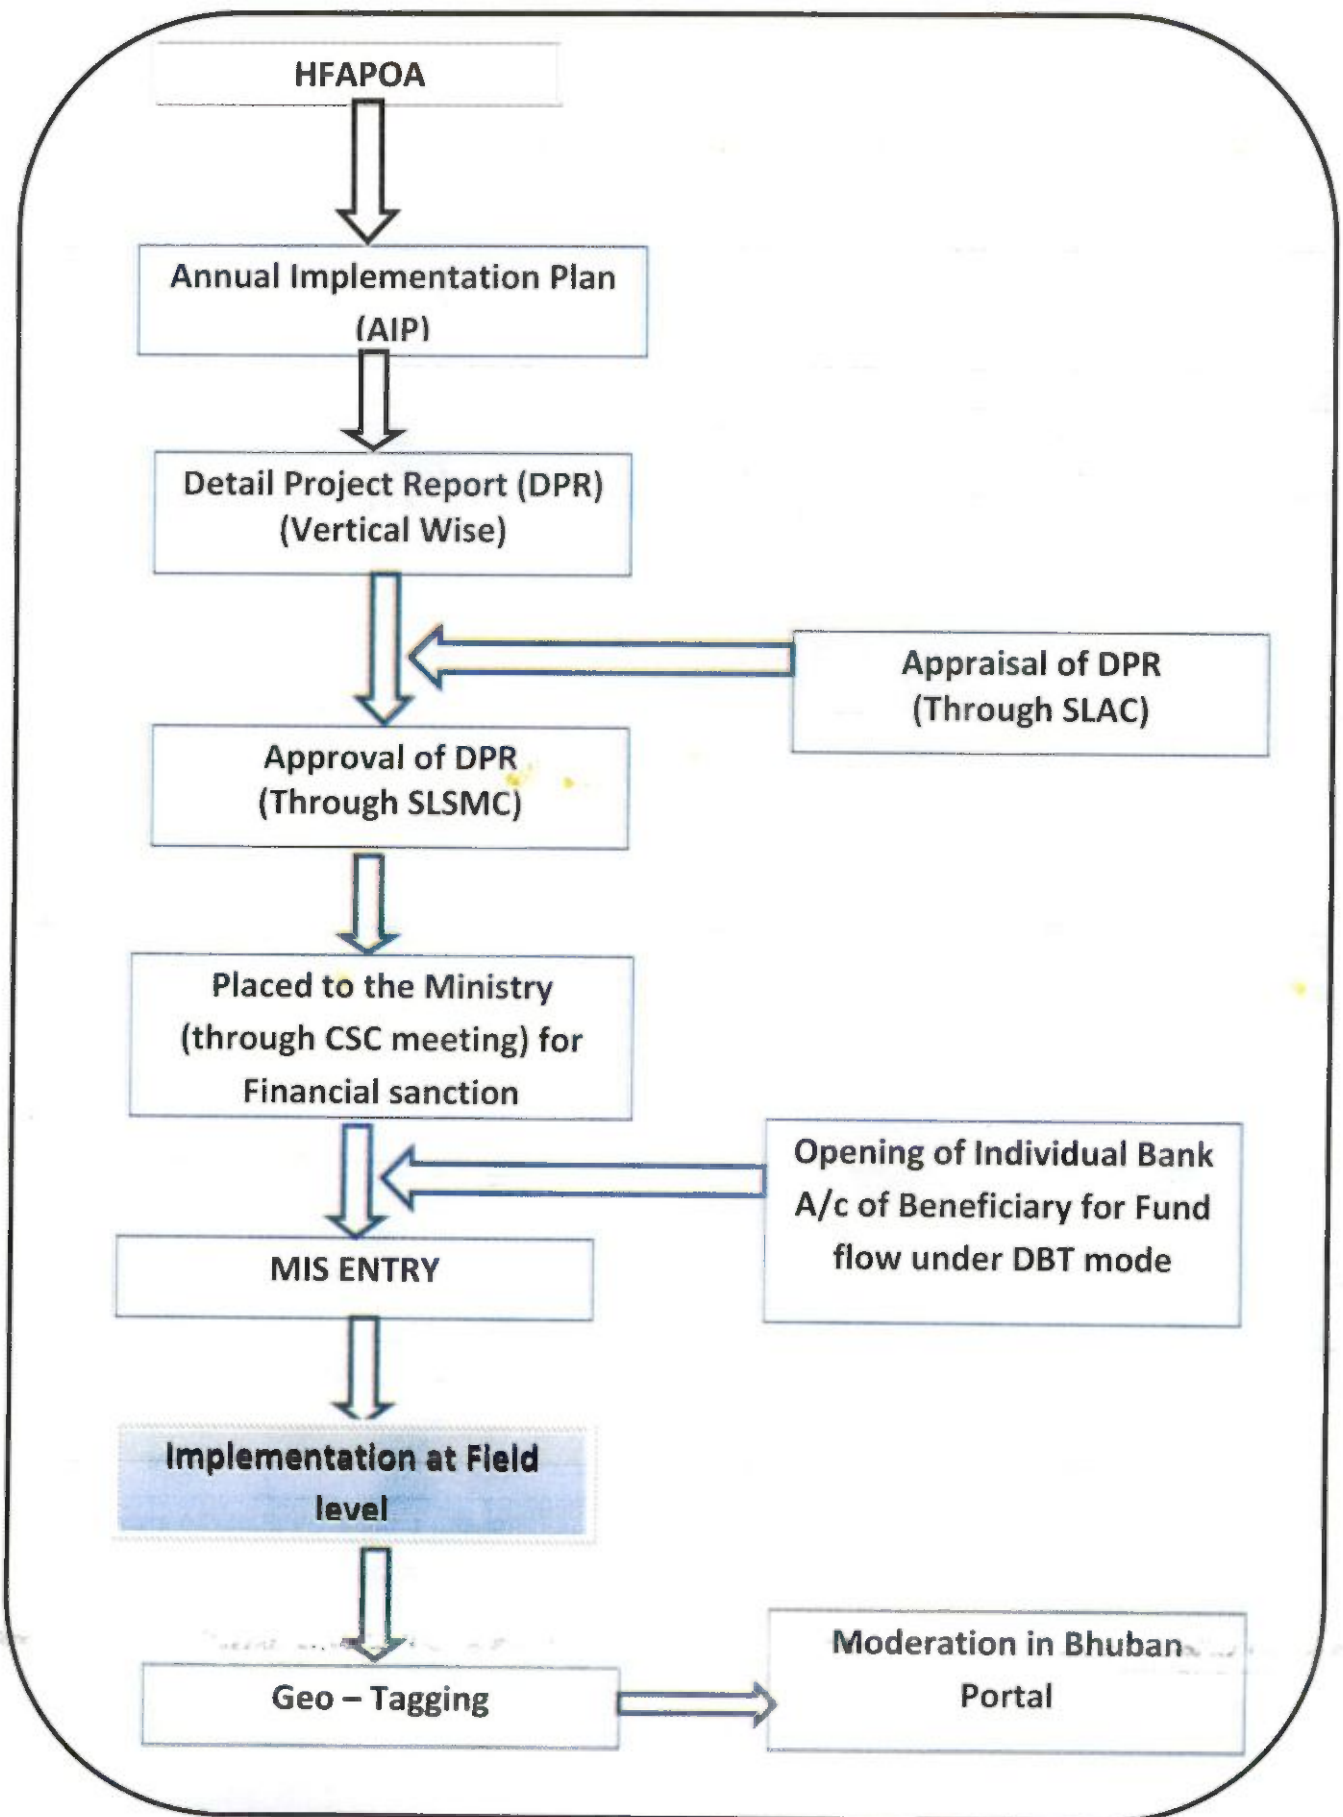 HFAPOA
Annual Implementation Plan
(AIP)
Detail Project Report (DPR)
(Vertical Wise)
Appraisal of DPR
(Through SLAC)
Approval of DPR
(Through SLSMC)
Placed to the Ministry
(through CSC meeting) for
Financial sanction
Opening of Individual Bank
A/c of Beneficiary for Fund
flow under DBT mode
MIS ENTRY
Implementation at Field
level
Geo – Tagging
Moderation in Bhuban
Portal